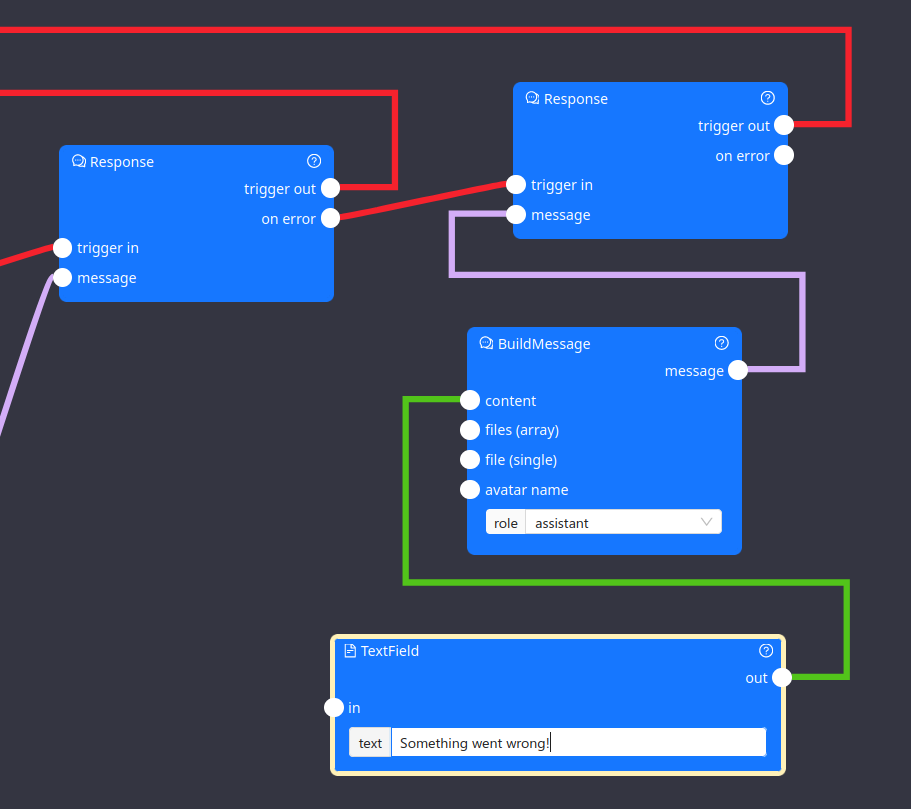 Response
trigger out
on error
trigger in
message
Response
trigger out
on error
trigger in
message
BuildMessage
message
content
files (array)
file (single)
avatar name
role assistant
TextField
out
in
text Something went wrong!